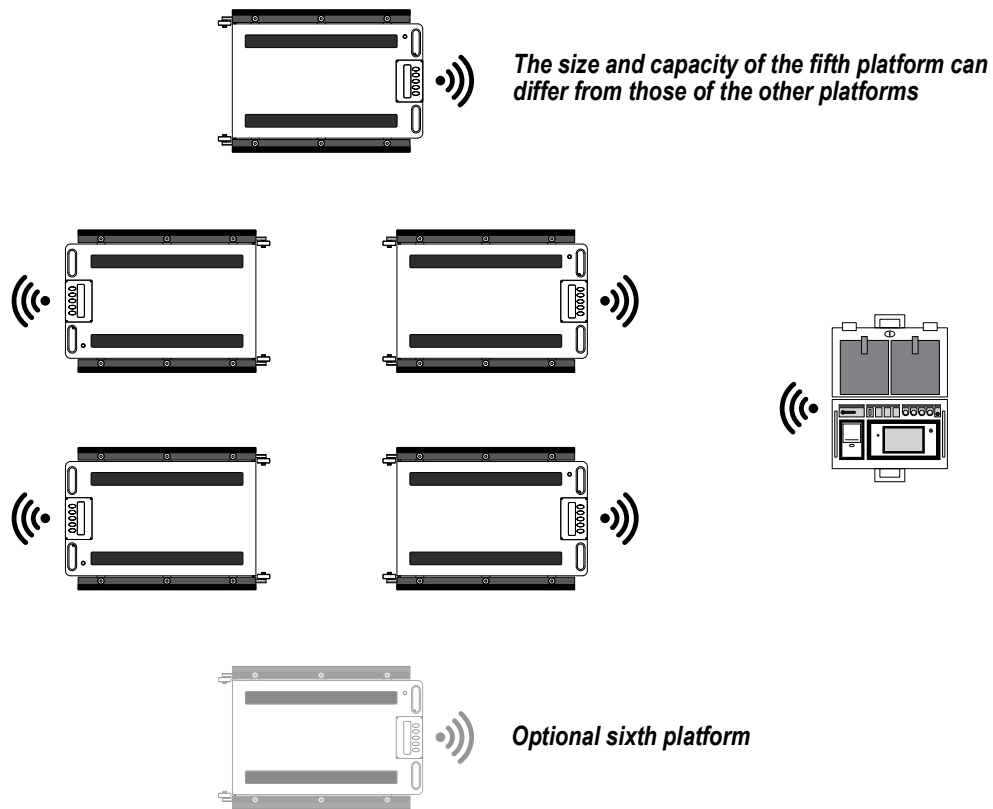 The size and capacity of the fifth platform can
differ from those of the other platforms
Optional sixth platform